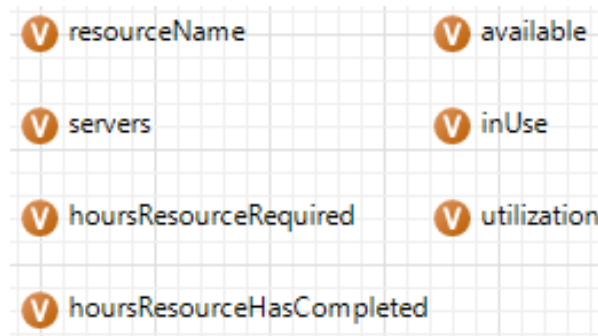 V resourceName
V available
V servers
V inUse
V hoursResourceRequired
V utilization
V hoursResourceHasCompleted